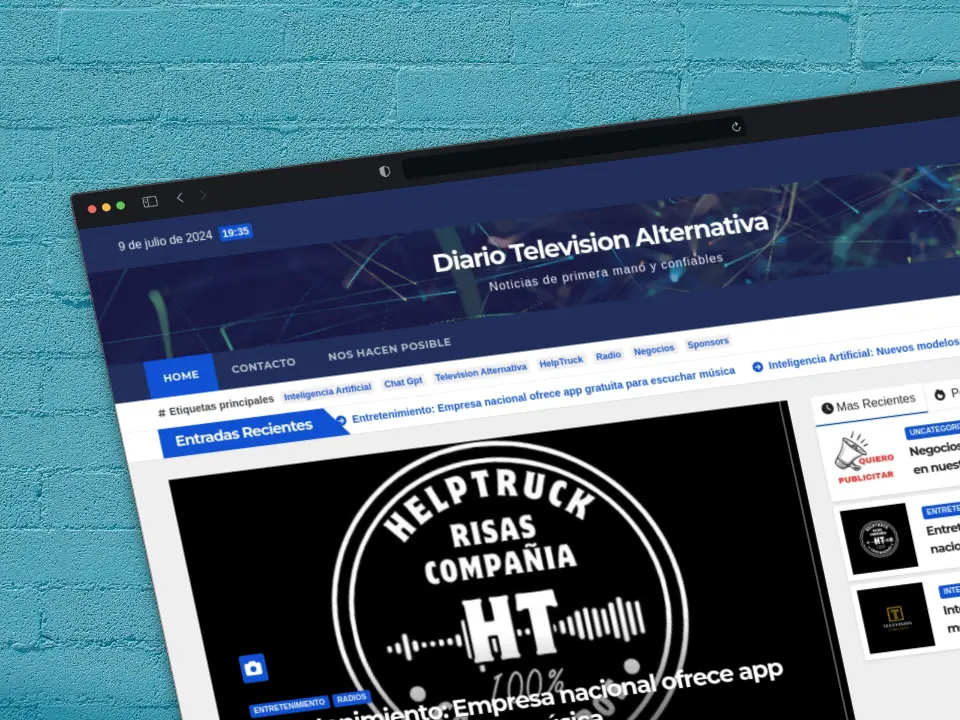 9 de julio de 2024 19:35
Diario Television Alternativa
Noticias de primera mano y confiables
HOME CONTACTO NOS HACEN POSIBLE
# Etiquetas principales Inteligencia Artificial Chat Gpt Television Alternativa HelpTruck Radio Negocios Sponsors
Entradas Recientes Entretenimiento: Empresa nacional ofrece app gratuita para escuchar música Inteligencia Artificial: Nuevos modelos
Mas Recientes
QUIERO
PUBLICITAR
Negocios
HELPTRUCK
RISAS
COMPAÑIA
HT
100%
ENTRETENIMIENTO RADIOS
Empresa nacional ofrece app